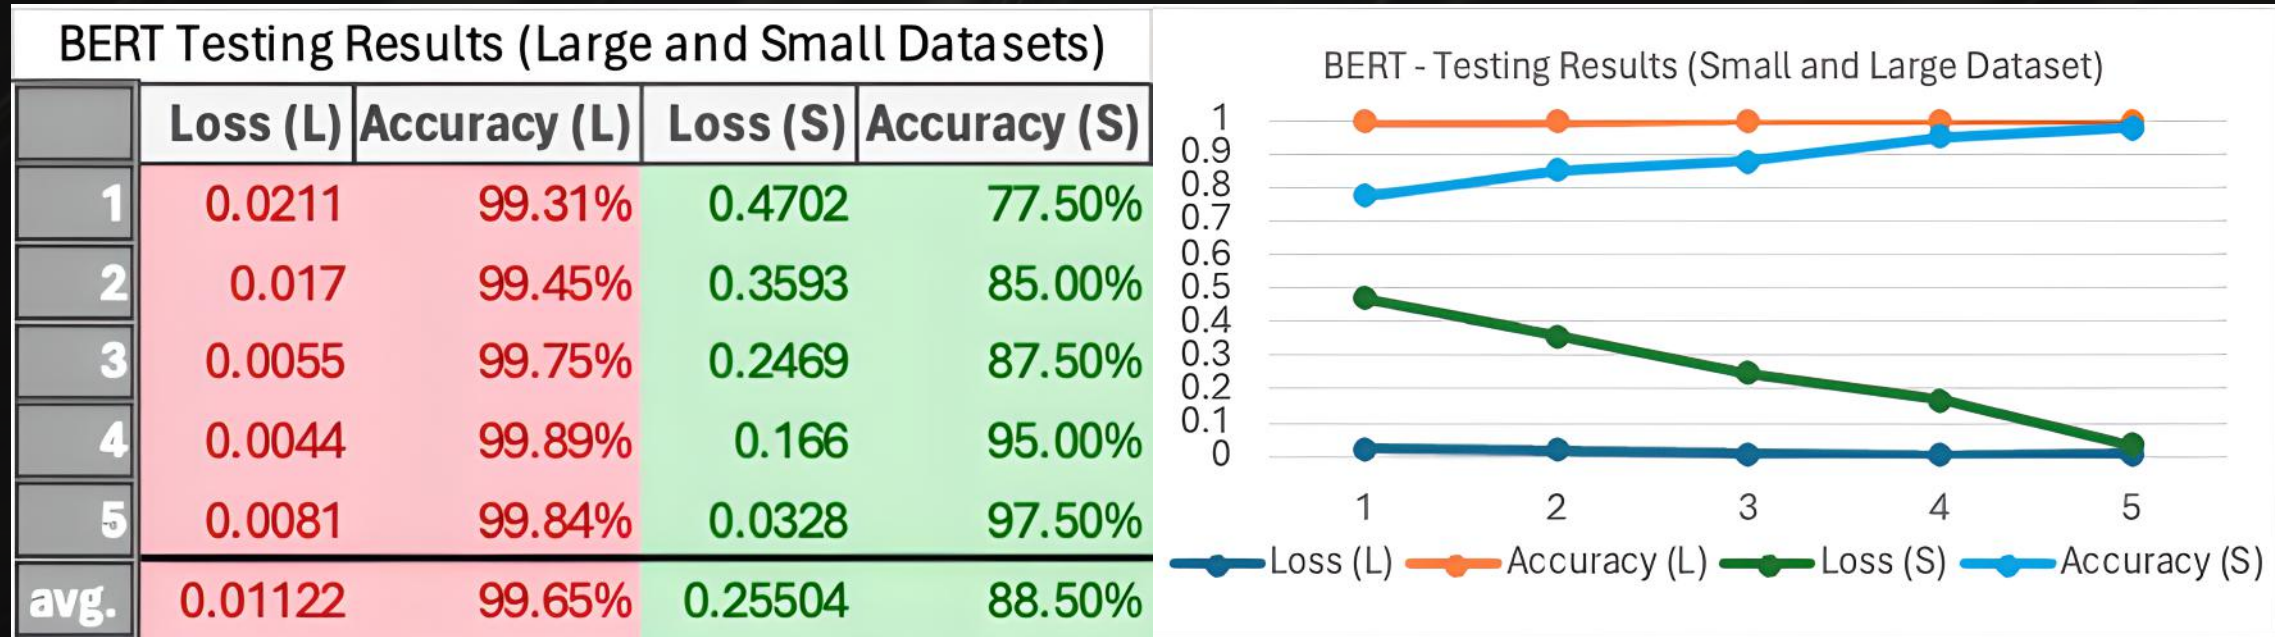 BERT Testing Results (Large and Small Datasets)
Loss (L) Accuracy (L) Loss (S) Accuracy (S)
1 0.0211 99.31% 0.4702 77.50%
2 0.017 99.45% 0.3593 85.00%
3 0.0055 99.75% 0.2469 87.50%
4 0.0044 99.89% 0.166 95.00%
5 0.0081 99.84% 0.0328 97.50%
avg. 0.01122 99.65% 0.25504 88.50%
BERT - Testing Results (Small and Large Dataset)
1
0.9
0.8
0.7
0.6
0.5
0.4
0.3
0.2
0.1
0
1 2 3 4 5
Loss (L) Accuracy (L) Loss (S) Accuracy (S)